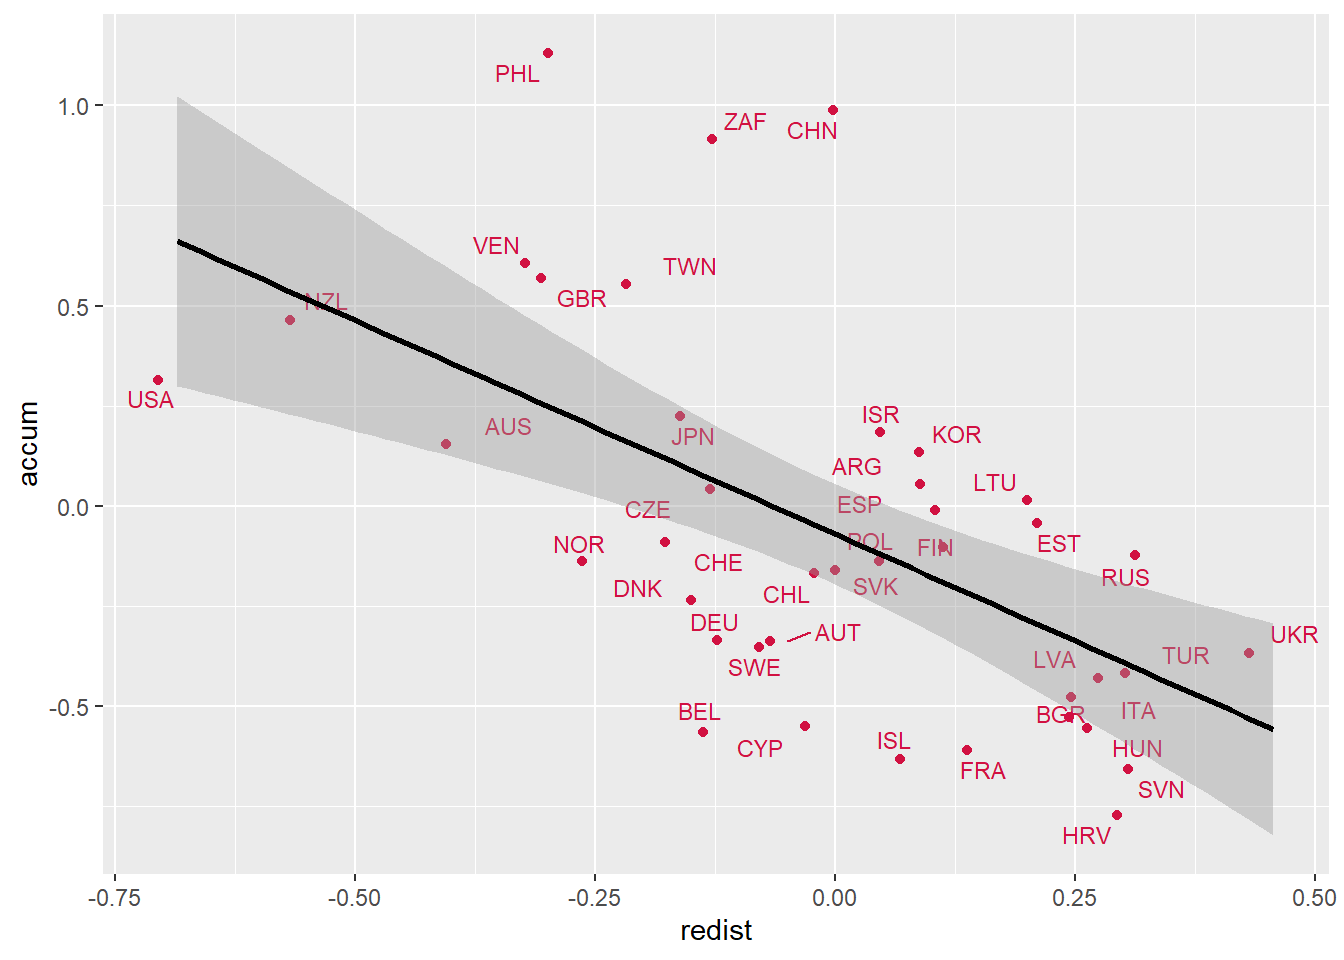 PHL
ZAF
CHN
1.0
VEN
TWN
GBR
NZL
0.5
USA
AUS
JPN
ISR
KOR
accum
ARG
LTU
CZE
ESP
0.0
NOR
CHE
POL
FIN
EST
DNK
CHL
SVK
RUS
DEU
AUT
UKR
SWE
LVA
TUR
BEL
BGR
ITA
-0.5
CYP
ISL
HUN
FRA
SVN
HRV
-0.75 -0.50 -0.25 0.00 0.25 0.50
redist